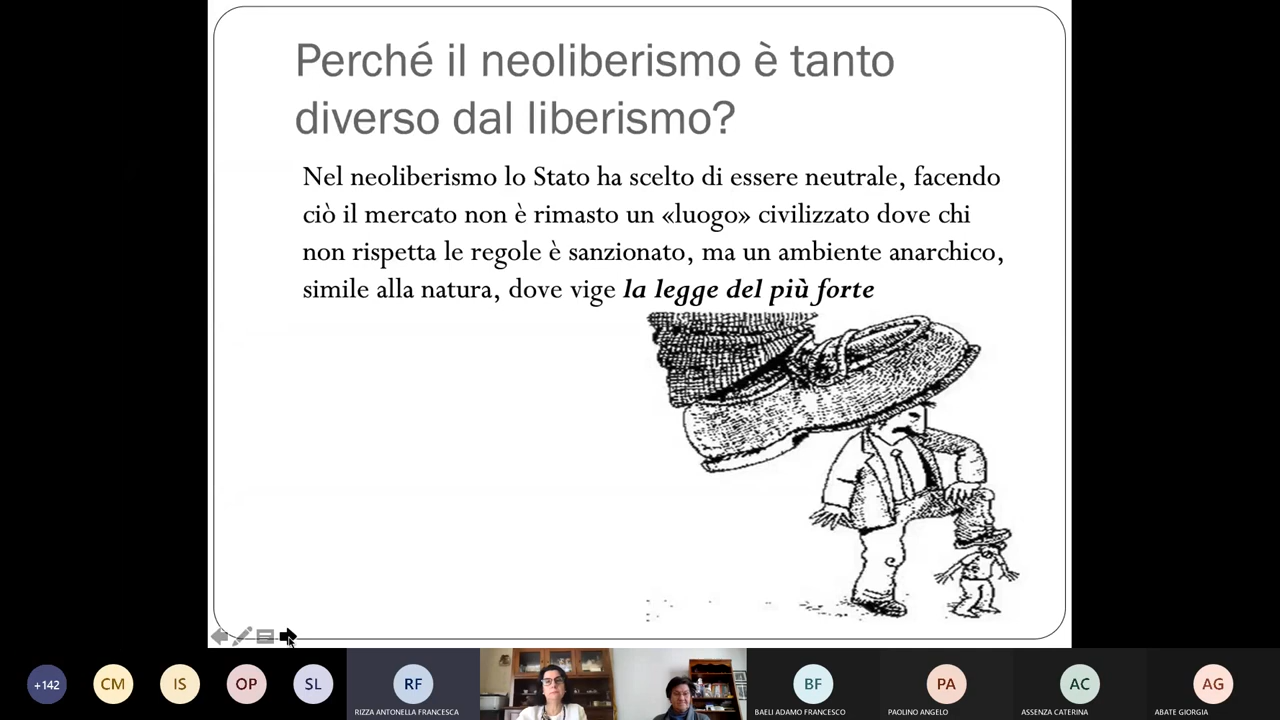 Perché il neoliberismo è tanto
diverso dal liberismo?
Nel neoliberismo lo Stato ha scelto di essere neutrale, facendo
ciò il mercato non è rimasto un «luogo» civilizzato dove chi
non rispetta le regole è sanzionato, ma un ambiente anarchico,
simile alla natura, dove vige la legge del più forte
+142
CM
IS
OP
SL
RF
RIZZA ANTONELLA FRANCESCA
BF
BAELI ADAMO FRANCESCO
PA
PAOLINO ANGELO
AC
ASSENZA CATERINA
AG
ABATE GIORGIA